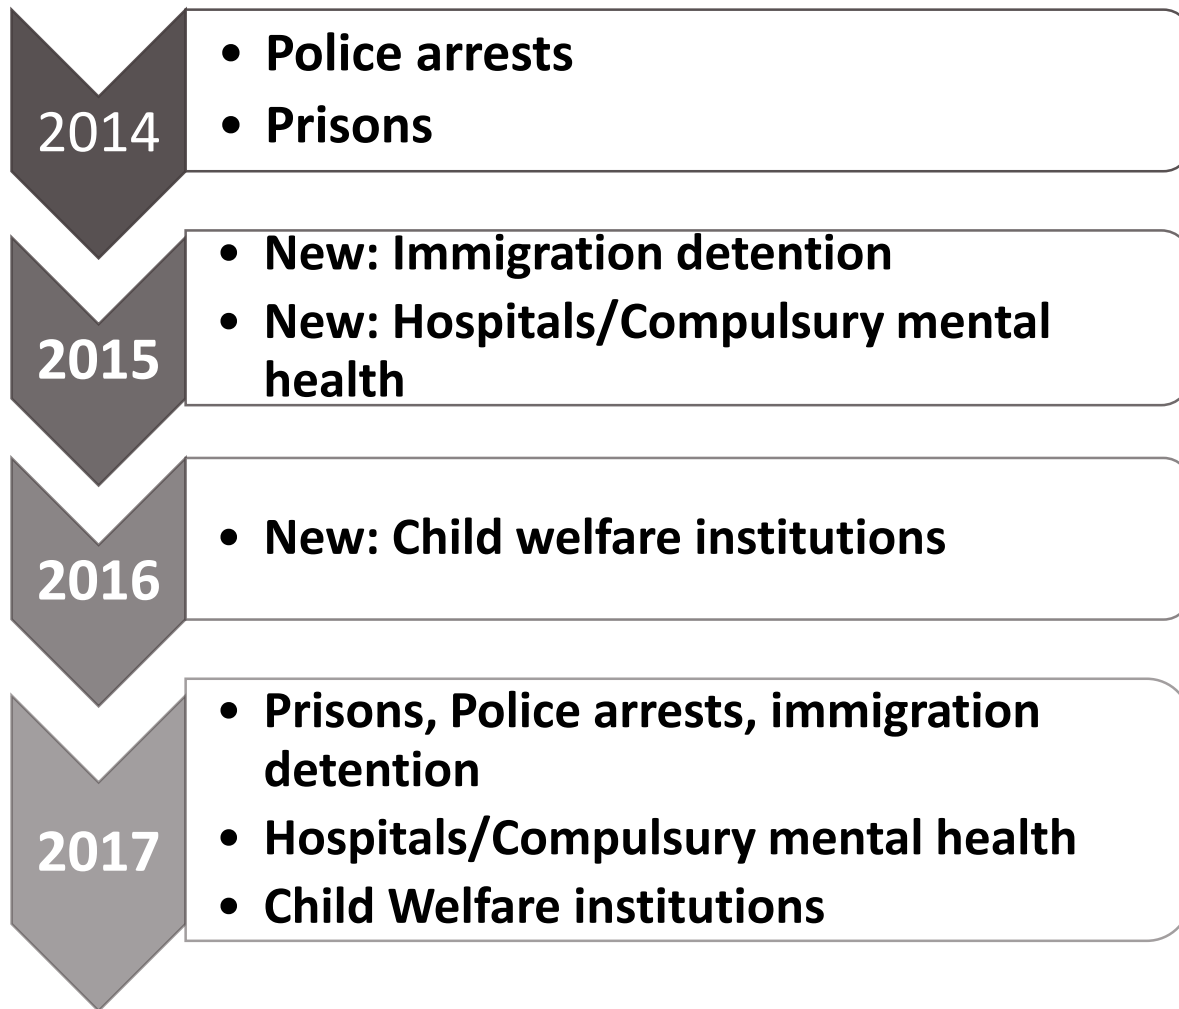 2014
• Police arrests
• Prisons
2015
• New: Immigration detention
• New: Hospitals/Compulsury mental
health
2016
• New: Child welfare institutions
2017
• Prisons, Police arrests, immigration
detention
• Hospitals/Compulsury mental health
• Child Welfare institutions